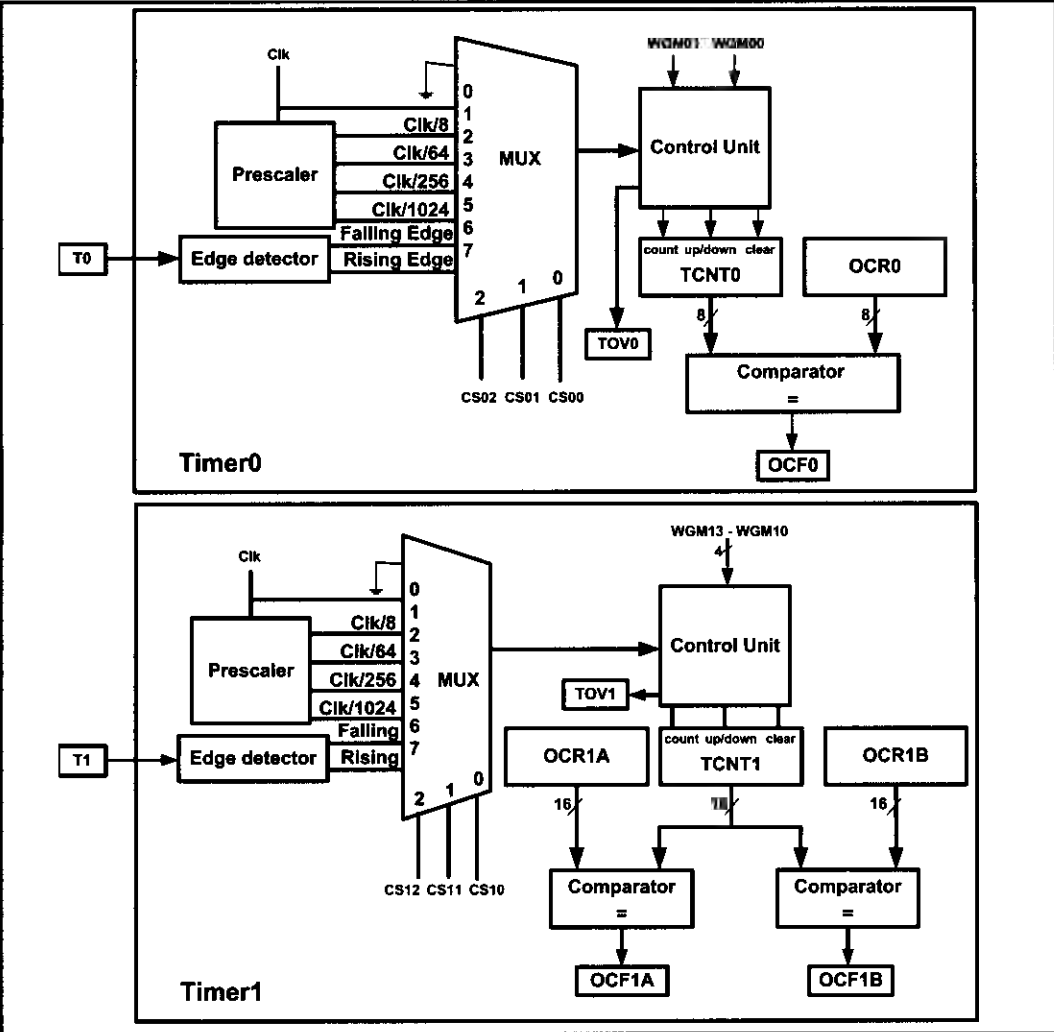 WGM01 WGM00
Clk
0
1
Clk/8
2
Clk/64
3
Clk/256
4
Clk/1024
5
Falling Edge
6
Rising Edge
7
Prescaler
MUX
Control Unit
T0
Edge detector
count up/down clear
TCNT0
OCR0
2 1 0
8
8
TOV0
CS02 CS01 CS00
Comparator
=
OCF0
Timer0
WGM13 - WGM10
4
Clk
0
1
Clk/8
2
Clk/64
3
Clk/256
4
Clk/1024
5
Falling
6
Rising
7
Prescaler
MUX
Control Unit
TOV1
T1
Edge detector
OCR1A
count up/down clear
TCNT1
OCR1B
2 1 0
16
16
CS12 CS11 CS10
Comparator
=
Comparator
=
OCF1A
OCF1B
Timer1